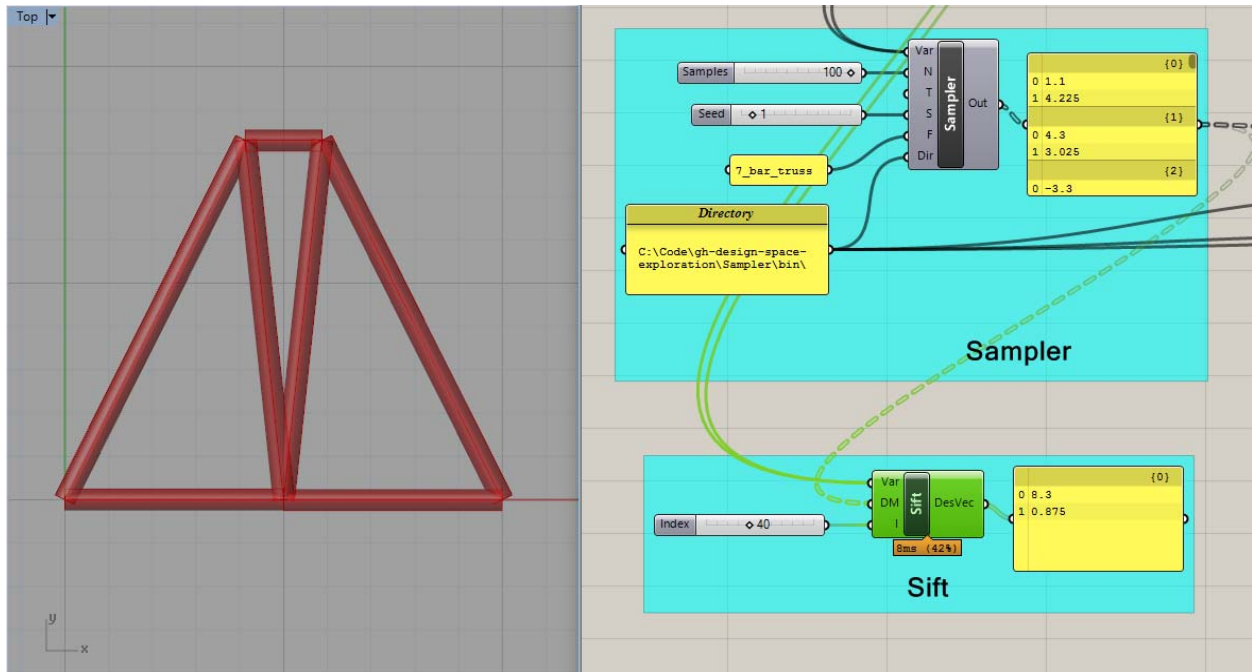 Top
y
x
Samples 100
Seed 1
7_bar_truss
Directory
C:\Code\gh-design-space-
exploration\Sampler\bin\
Var
N
T
S
F
Dir
Sampler
Out
{0}
0 1.1
1 4.225
{1}
0 4.3
1 3.025
{2}
0 -3.3
Sampler
Index 40
Var
DM
I
Sift
DesVec
8ms (42%)
{0}
0 8.3
1 0.875
Sift